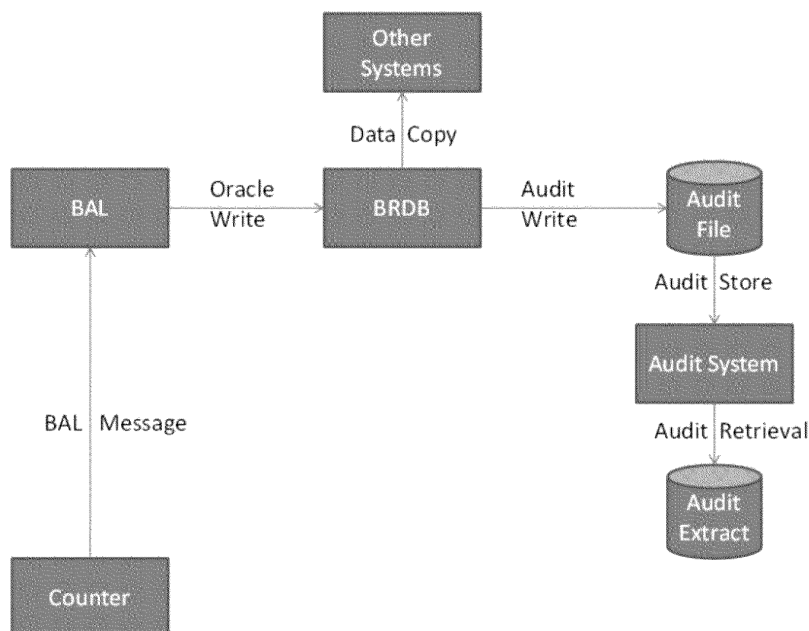 Other
Systems
Data Copy
BAL
Oracle
Write
BRDB
Audit
Write
Audit
File
Audit Store
Audit System
BAL Message
Audit Retrieval
Audit
Extract
Counter